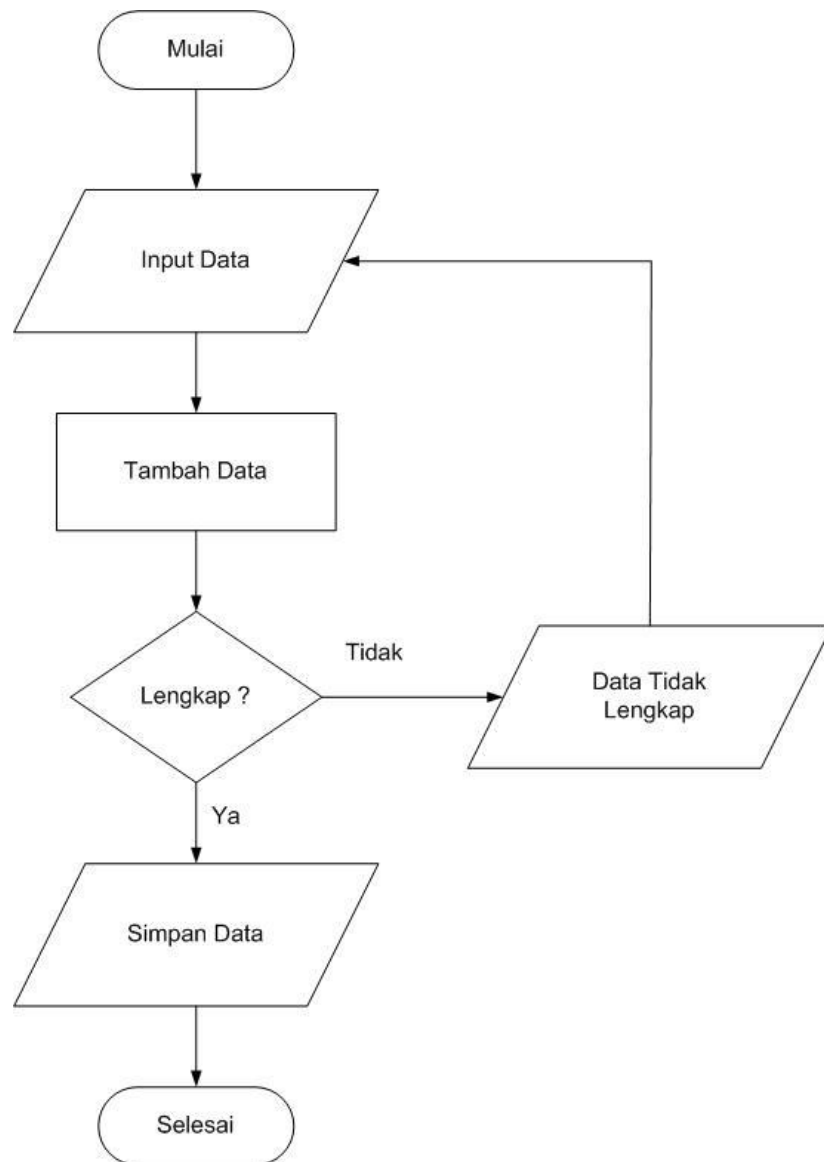 Mulai
Input Data
Tambah Data
Lengkap ?
Tidak
Data Tidak
Lengkap
Ya
Simpan Data
Selesai